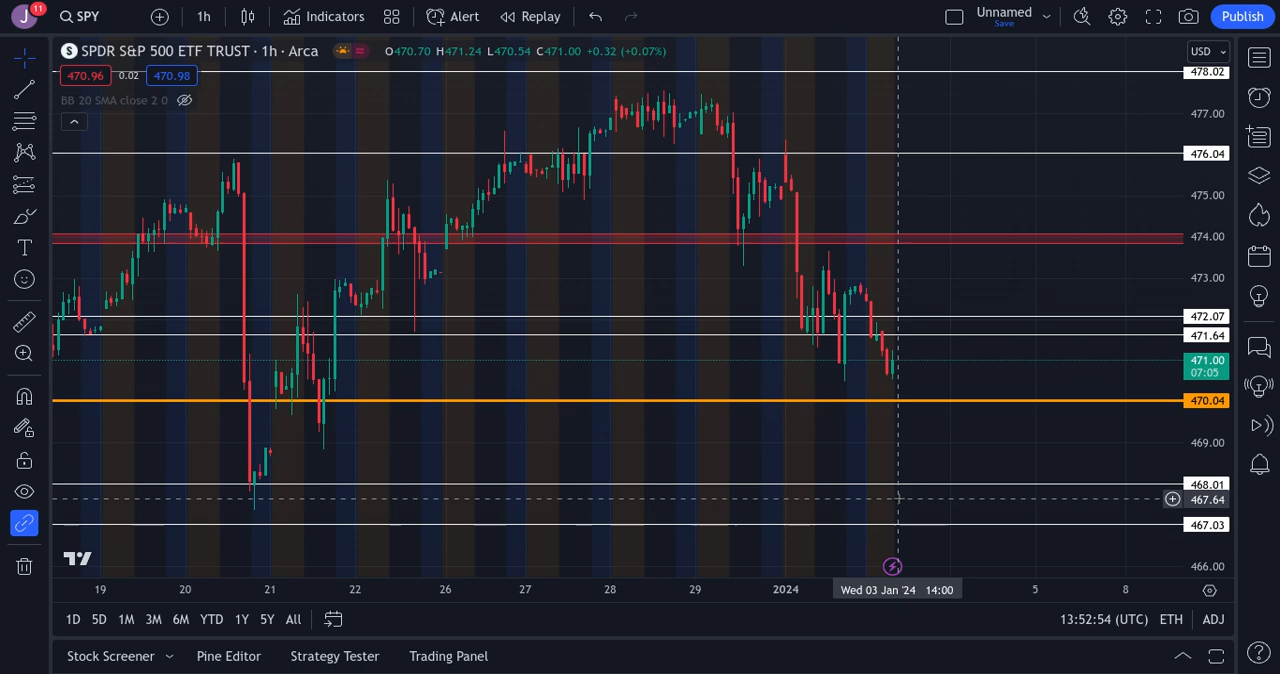 J 11 SPY 1h Indicators Alert Replay Unnamed Save Publish
S SPDR S&P 500 ETF TRUST · 1h · Arca O470.70 H471.24 L470.54 C471.00 +0.32 (+0.07%) USD
470.96 0.02 470.98
BB 20 SMA close 2 0
478.02
477.00
476.04
475.00
474.00
473.00
472.07
471.64
471.00
07:05
470.04
469.00
468.01
467.64
467.03
466.00
19 20 21 22 26 27 28 29 2024 Wed 03 Jan '24 14:00 5 8
1D 5D 1M 3M 6M YTD 1Y 5Y All 13:52:54 (UTC) ETH ADJ
Stock Screener Pine Editor Strategy Tester Trading Panel